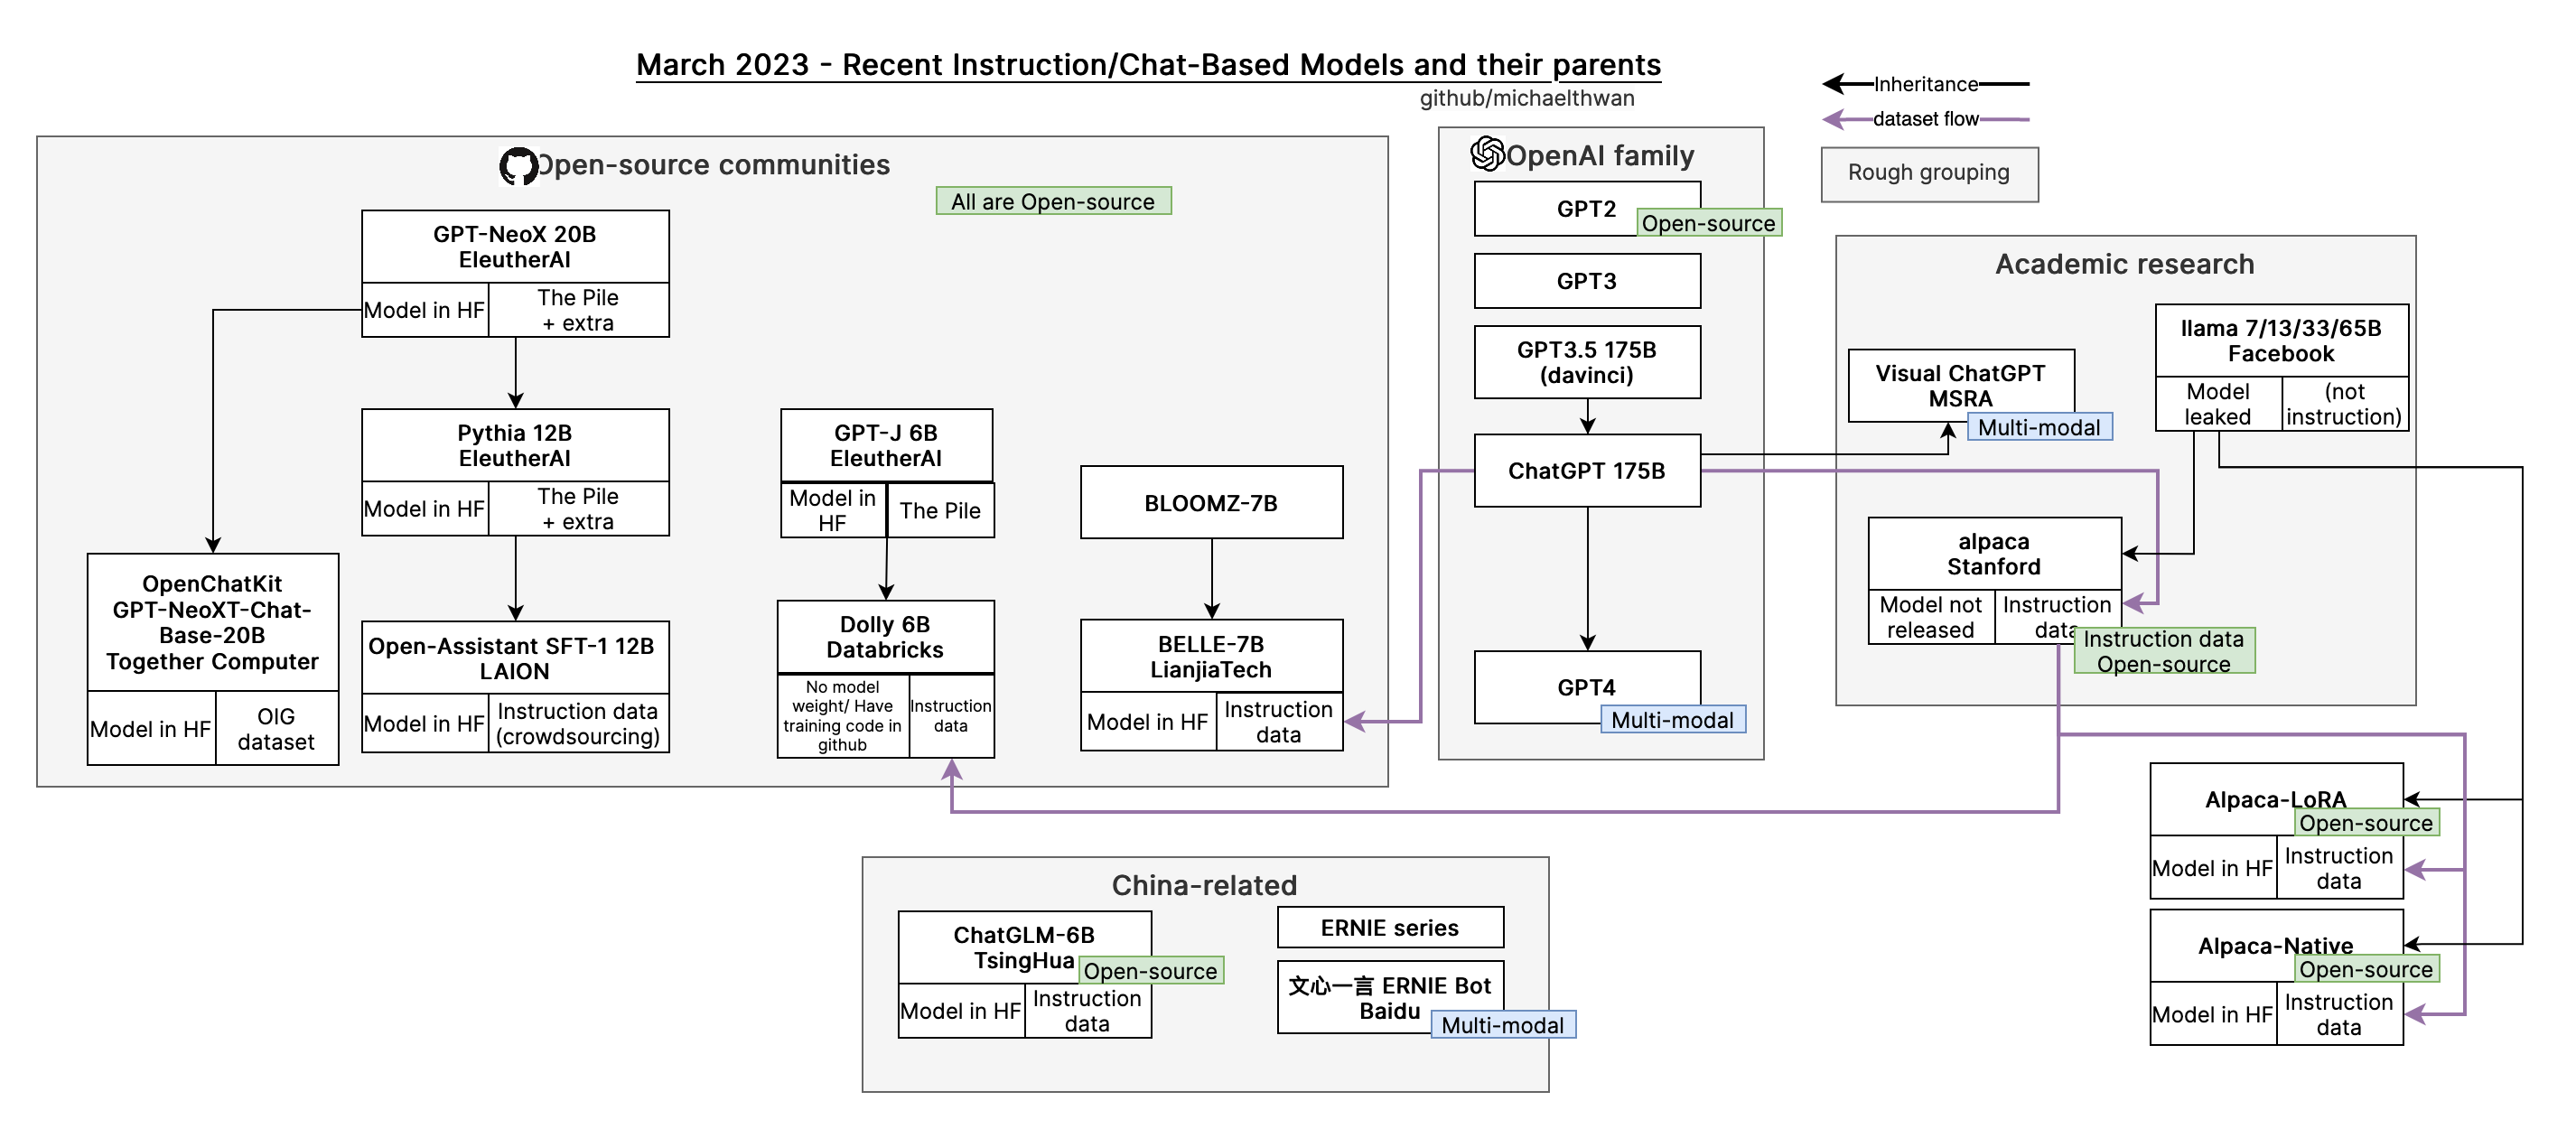 March 2023 - Recent Instruction/Chat-Based Models and their parents
github/michaelthwan
Inheritance
dataset flow
Rough grouping
Open-source communities
All are Open-source
GPT-NeoX 20B
EleutherAI
Model in HF
The Pile
+ extra
Pythia 12B
EleutherAI
Model in HF
The Pile
+ extra
GPT-J 6B
EleutherAI
Model in
HF
The Pile
BLOOMZ-7B
OpenChatKit
GPT-NeoXT-Chat-
Base-20B
Together Computer
Model in HF
OIG
dataset
Open-Assistant SFT-1 12B
LAION
Model in HF
Instruction data
(crowdsourcing)
Dolly 6B
Databricks
No model
weight/ Have
training code in
github
Instruction
data
BELLE-7B
LianjiaTech
Model in HF
Instruction
data
OpenAI family
GPT2
Open-source
GPT3
GPT3.5 175B
(davinci)
ChatGPT 175B
GPT4
Multi-modal
Academic research
Visual ChatGPT
MSRA
Multi-modal
llama 7/13/33/65B
Facebook
Model
leaked
(not
instruction)
alpaca
Stanford
Model not
released
Instruction
data
Instruction data
Open-source
Alpaca-LoRA
Open-source
Model in HF
Instruction
data
Alpaca-Native
Open-source
Model in HF
Instruction
data
China-related
ChatGLM-6B
TsingHua
Open-source
Model in HF
Instruction
data
ERNIE series
文心一言 ERNIE Bot
Baidu
Multi-modal